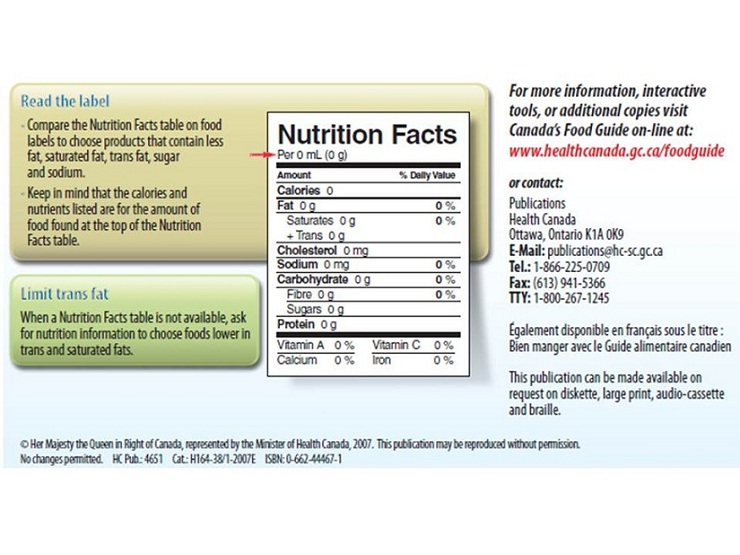 Read the label
- Compare the Nutrition Facts table on food
labels to choose products that contain less
fat, saturated fat, trans fat, sugar
and sodium.
- Keep in mind that the calories and
nutrients listed are for the amount of
food found at the top of the Nutrition
Facts table.
Limit trans fat
When a Nutrition Facts table is not available, ask
for nutrition information to choose foods lower in
trans and saturated fats.
Nutrition Facts
Per 0 mL (0 g)
Amount % Daily Value
Calories 0
Fat 0 g 0 %
Saturates 0 g 0 %
+ Trans 0 g
Cholesterol 0 mg
Sodium 0 mg 0 %
Carbohydrate 0 g 0 %
Fibre 0 g 0 %
Sugars 0 g
Protein 0 g
Vitamin A 0 % Vitamin C 0 %
Calcium 0 % Iron 0 %
For more information, interactive
tools, or additional copies visit
Canada's Food Guide on-line at:
www.healthcanada.gc.ca/foodguide
or contact:
Publications
Health Canada
Ottawa, Ontario K1A 0K9
E-Mail: publications@hc-sc.gc.ca
Tel.: 1-866-225-0709
Fax: (613) 941-5366
TTY: 1-800-267-1245
Également disponible en français sous le titre :
Bien manger avec le Guide alimentaire canadien
This publication can be made available on
request on diskette, large print, audio-cassette
and braille.
© Her Majesty the Queen in Right of Canada, represented by the Minister of Health Canada, 2007. This publication may be reproduced without permission.
No changes permitted. HC Pub.: 4651 Cat.: H164-38/1-2007E ISBN: 0-662-44467-1